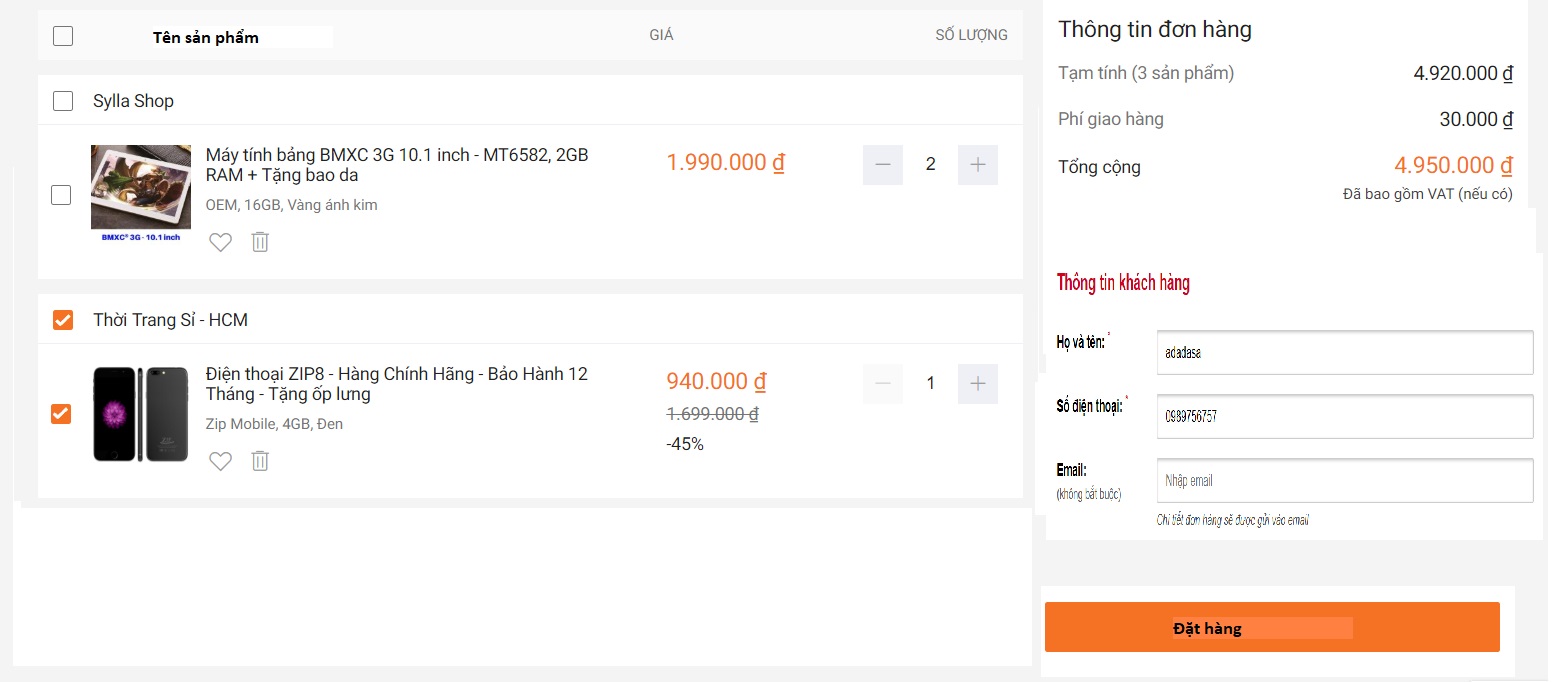 Tên sản phẩm
GIÁ
SỐ LƯỢNG
Sylla Shop
Máy tính bảng BMXC 3G 10.1 inch - MT6582, 2GB
RAM + Tặng bao da
OEM, 16GB, Vàng ánh kim
BMXC® 3G - 10.1 inch
1.990.000 ₫
2
Thời Trang Sỉ - HCM
Điện thoại ZIP8 - Hàng Chính Hãng - Bảo Hành 12
Tháng - Tặng ốp lưng
Zip Mobile, 4GB, Đen
940.000 ₫
1.699.000 ₫
-45%
1
Thông tin đơn hàng
Tạm tính (3 sản phẩm) 4.920.000 ₫
Phí giao hàng 30.000 ₫
Tổng cộng 4.950.000 ₫
Đã bao gồm VAT (nếu có)
Thông tin khách hàng
Họ và tên: * adadasa
Số điện thoại: * 0989756757
Email: Nhập email
(không bắt buộc)
Chi tiết đơn hàng sẽ được gửi vào email
Đặt hàng